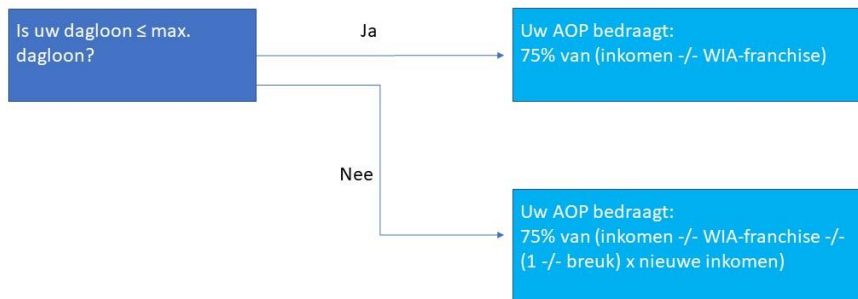 Is uw dagloon ≤ max.
dagloon?
Ja
Uw AOP bedraagt:
75% van (inkomen -/- WIA-franchise)
Nee
Uw AOP bedraagt:
75% van (inkomen -/- WIA-franchise -/-
(1 -/- breuk) x nieuwe inkomen)